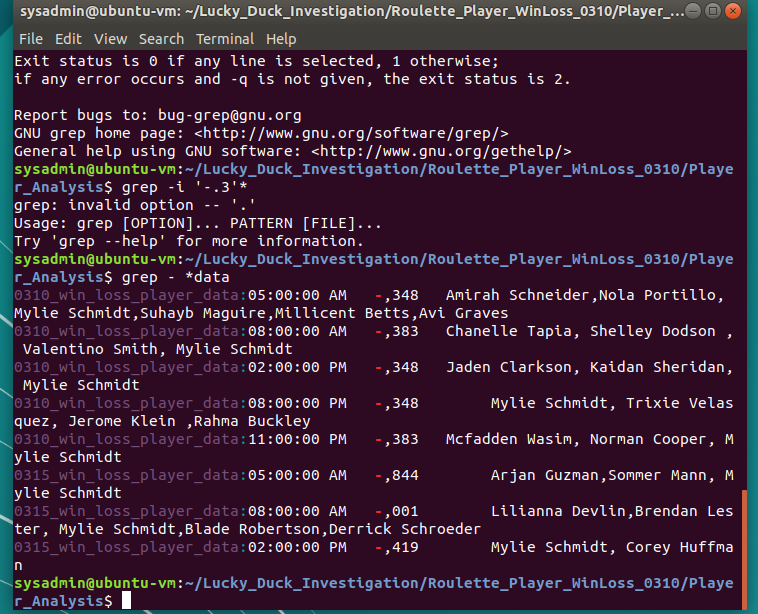 sysadmin@ubuntu-vm: ~/Lucky_Duck_Investigation/Roulette_Player_WinLoss_0310/Player_...
File Edit View Search Terminal Help
Exit status is 0 if any line is selected, 1 otherwise;
if any error occurs and -q is not given, the exit status is 2.
Report bugs to: bug-grep@gnu.org
GNU grep home page: <http://www.gnu.org/software/grep/>
General help using GNU software: <http://www.gnu.org/gethelp/>
sysadmin@ubuntu-vm:~/Lucky_Duck_Investigation/Roulette_Player_WinLoss_0310/Playe
r_Analysis$ grep -i '-.3'*
grep: invalid option -- '.'
Usage: grep [OPTION]... PATTERN [FILE]...
Try 'grep --help' for more information.
sysadmin@ubuntu-vm:~/Lucky_Duck_Investigation/Roulette_Player_WinLoss_0310/Playe
r_Analysis$ grep - *data
0310_win_loss_player_data:05:00:00 AM   -,348   Amirah Schneider,Nola Portillo,
Mylie Schmidt,Suhayb Maguire,Millicent Betts,Avi Graves
0310_win_loss_player_data:08:00:00 AM   -,383   Chanelle Tapia, Shelley Dodson ,
 Valentino Smith, Mylie Schmidt
0310_win_loss_player_data:02:00:00 PM   -,348   Jaden Clarkson, Kaidan Sheridan,
 Mylie Schmidt
0310_win_loss_player_data:08:00:00 PM   -,348        Mylie Schmidt, Trixie Velas
quez, Jerome Klein ,Rahma Buckley
0310_win_loss_player_data:11:00:00 PM   -,383   Mcfadden Wasim, Norman Cooper, M
ylie Schmidt
0315_win_loss_player_data:05:00:00 AM   -,844        Arjan Guzman,Sommer Mann, M
ylie Schmidt
0315_win_loss_player_data:08:00:00 AM   -,001        Lilianna Devlin,Brendan Les
ter, Mylie Schmidt,Blade Robertson,Derrick Schroeder
0315_win_loss_player_data:02:00:00 PM   -,419        Mylie Schmidt, Corey Huffma
n
sysadmin@ubuntu-vm:~/Lucky_Duck_Investigation/Roulette_Player_WinLoss_0310/Playe
r_Analysis$